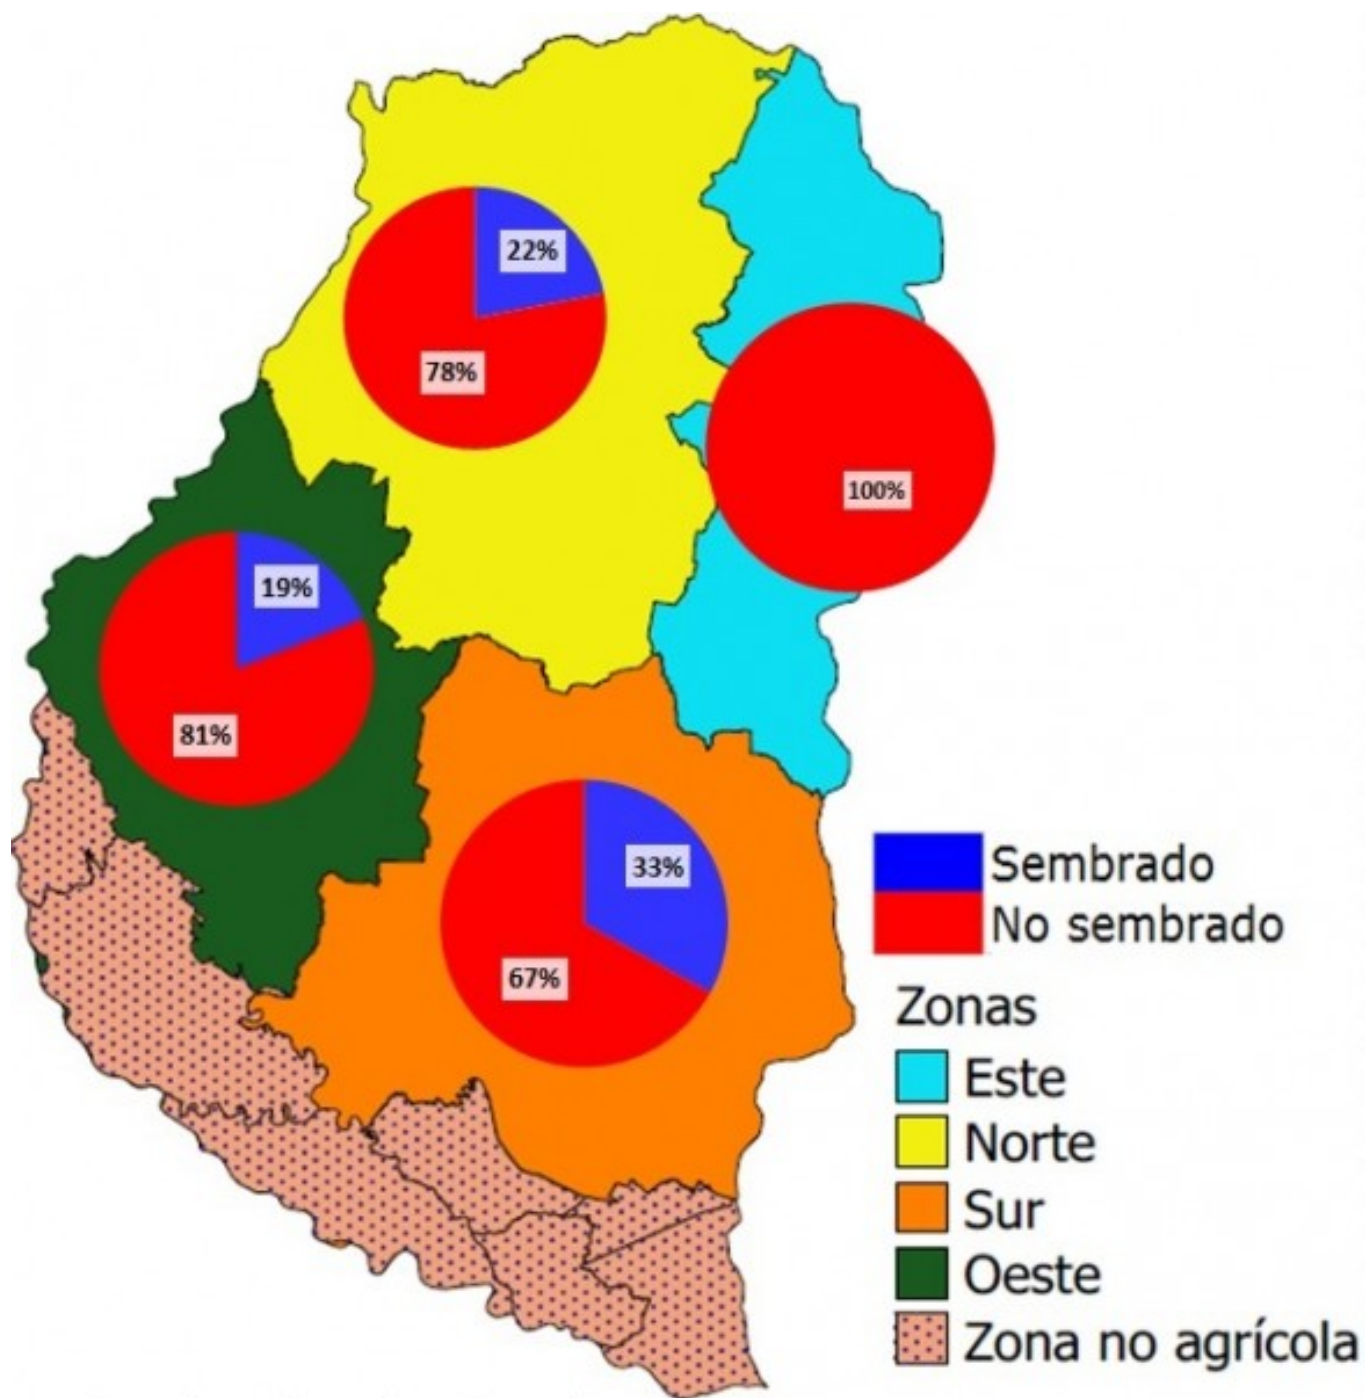 22%
78%
100%
19%
81%
33%
67%
Sembrado
No sembrado
Zonas
Este
Norte
Sur
Oeste
Zona no agrícola